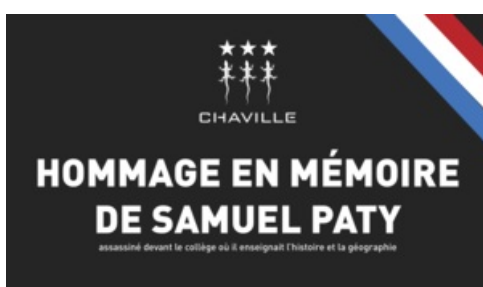 CHAVILLE
HOMMAGE EN MÉMOIRE
DE SAMUEL PATY
assassiné devant le collège où il enseignait l'histoire et la géographie